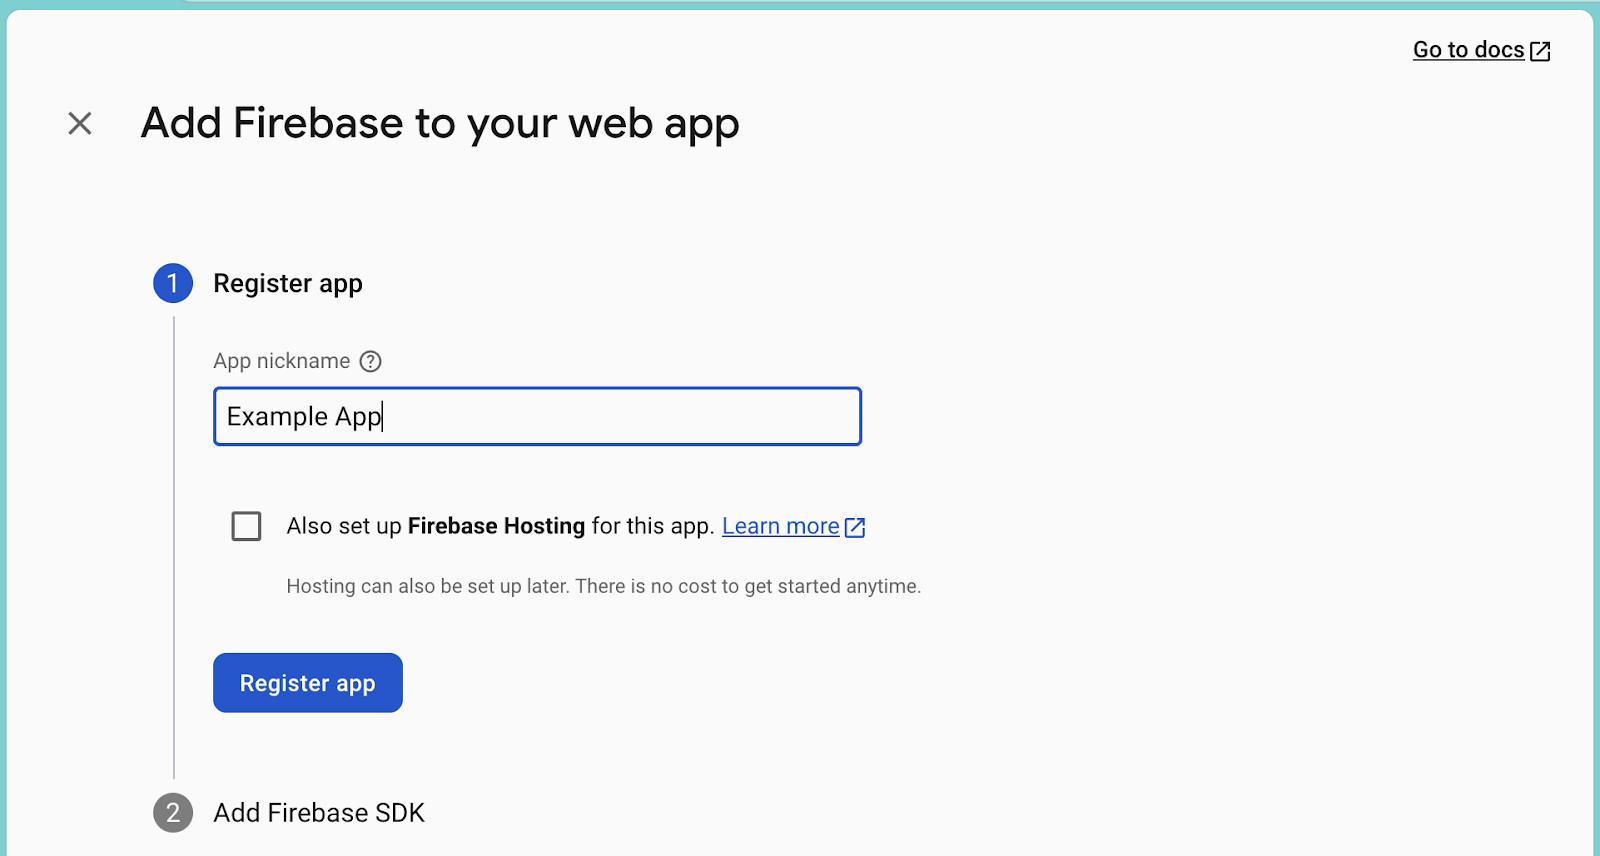 Go to docs
Add Firebase to your web app
1 Register app
App nickname ?
Example App
Also set up Firebase Hosting for this app. Learn more
Hosting can also be set up later. There is no cost to get started anytime.
Register app
2 Add Firebase SDK